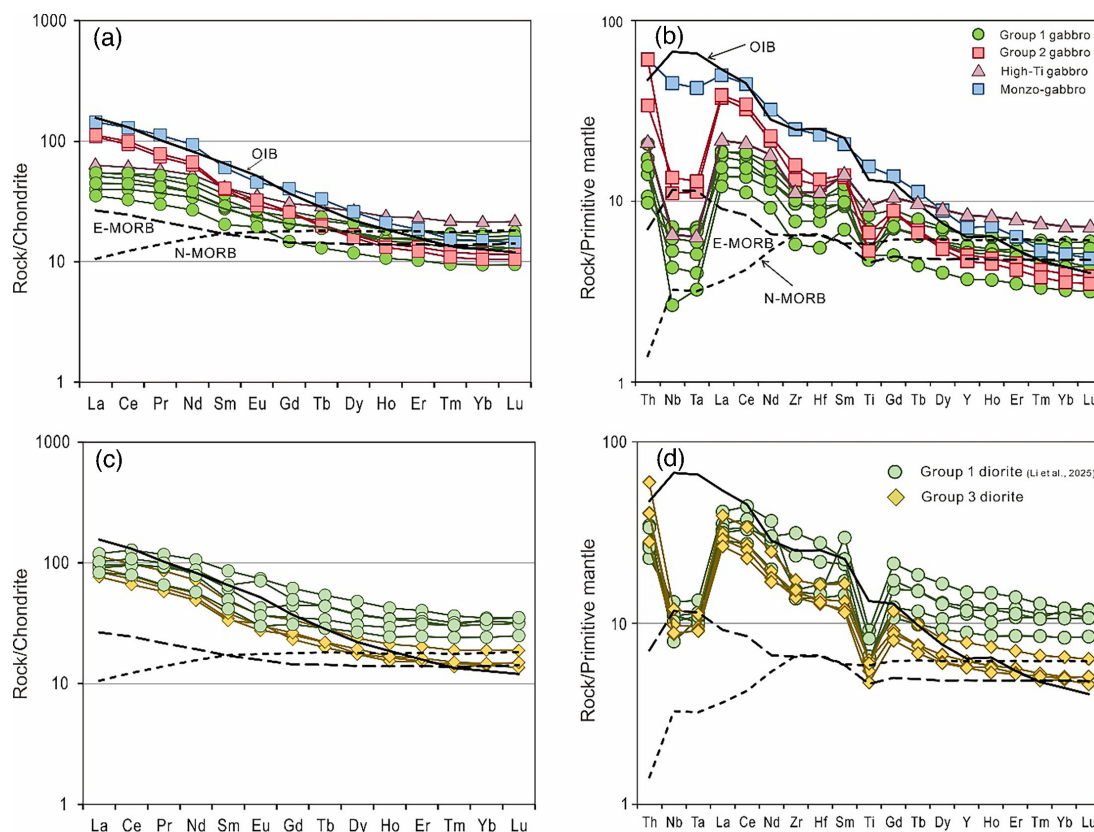 (a)
1000
100
10
1
Rock/Chondrite
OIB
E-MORB
N-MORB
La Ce Pr Nd Sm Eu Gd Tb Dy Ho Er Tm Yb Lu
(b)
100
10
1
Rock/Primitive mantle
OIB
E-MORB
N-MORB
Group 1 gabbro
Group 2 gabbro
High-Ti gabbro
Monzo-gabbro
Th Nb Ta La Ce Nd Zr Hf Sm Ti Gd Tb Dy Y Ho Er Tm Yb Lu
(c)
1000
100
10
1
Rock/Chondrite
La Ce Pr Nd Sm Eu Gd Tb Dy Ho Er Tm Yb Lu
(d)
100
10
1
Rock/Primitive mantle
Group 1 diorite (Li et al., 2025)
Group 3 diorite
Th Nb Ta La Ce Nd Zr Hf Sm Ti Gd Tb Dy Y Ho Er Tm Yb Lu